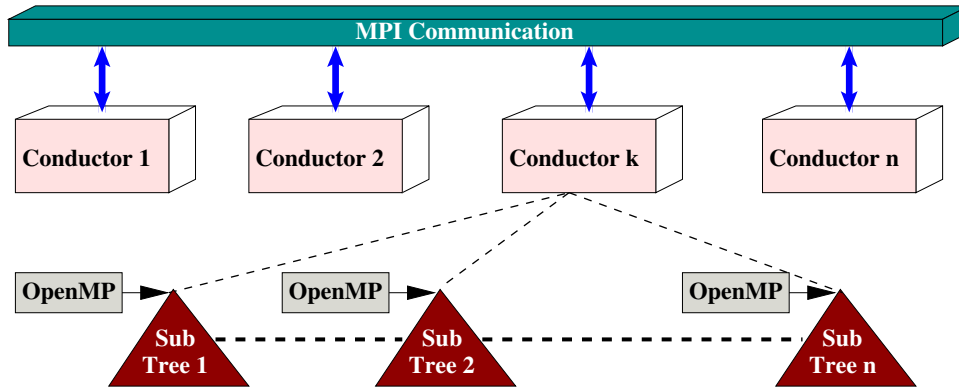 MPI Communication
Conductor 1
Conductor 2
Conductor k
Conductor n
OpenMP
OpenMP
OpenMP
Sub
Tree 1
Sub
Tree 2
Sub
Tree n